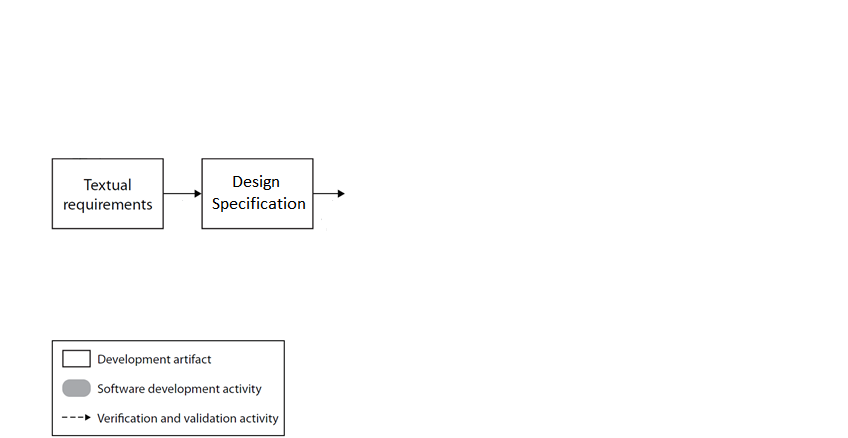 Textual
requirements
Design
Specification
Development artifact
Software development activity
Verification and validation activity